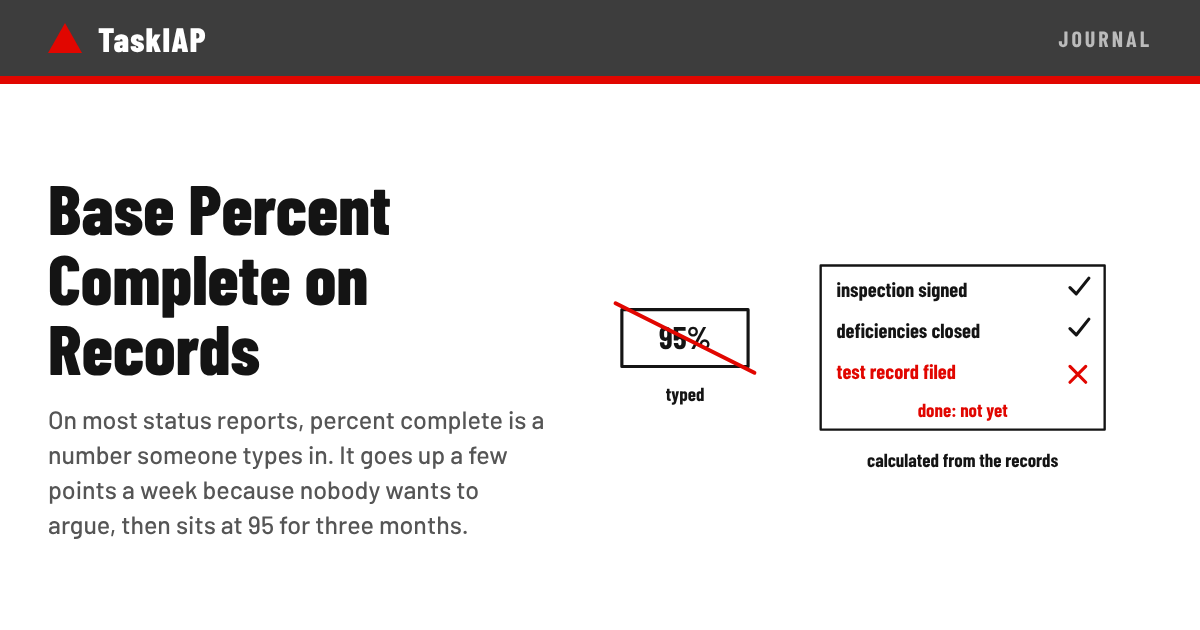 TaskIAP
JOURNAL
Base Percent
Complete on
Records
On most status reports, percent complete is a
number someone types in. It goes up a few
points a week because nobody wants to
argue, then sits at 95 for three months.
95%
typed
inspection signed
deficiencies closed
test record filed
done: not yet
calculated from the records